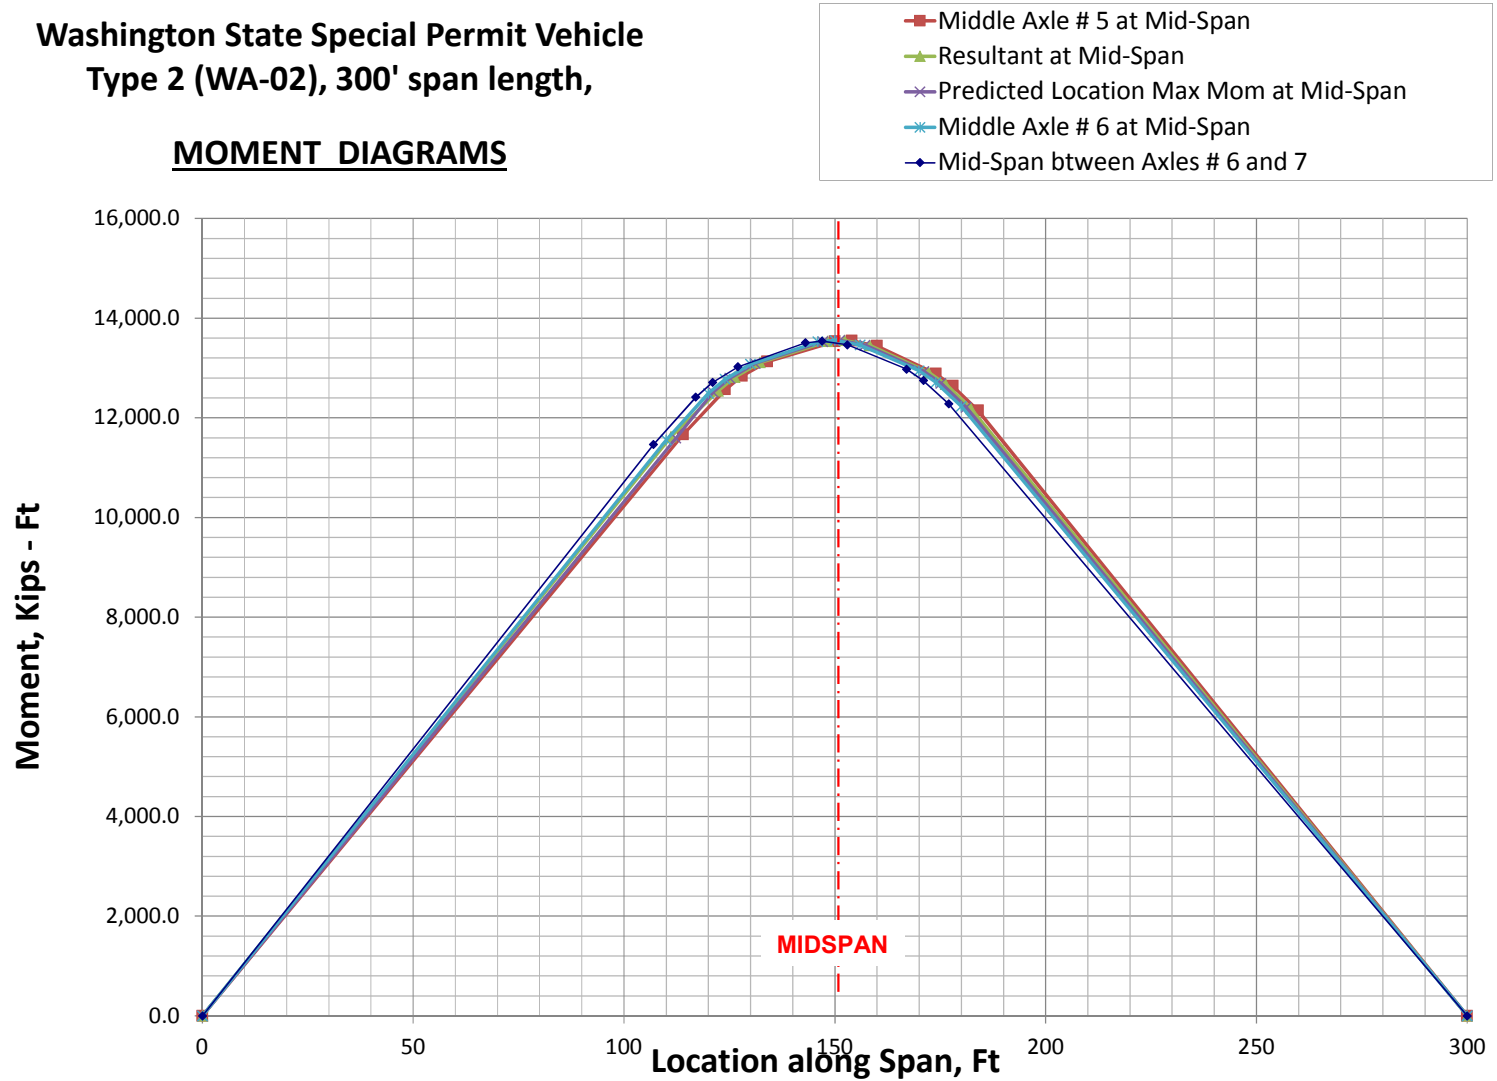 Washington State Special Permit Vehicle
Type 2 (WA-02), 300' span length,
MOMENT DIAGRAMS
Middle Axle # 5 at Mid-Span
Resultant at Mid-Span
Predicted Location Max Mom at Mid-Span
Middle Axle # 6 at Mid-Span
Mid-Span btween Axles # 6 and 7
Moment, Kips - Ft
16,000.0
14,000.0
12,000.0
10,000.0
8,000.0
6,000.0
4,000.0
2,000.0
0.0
MIDSPAN
0
50
100
150
200
250
300
Location along Span, Ft